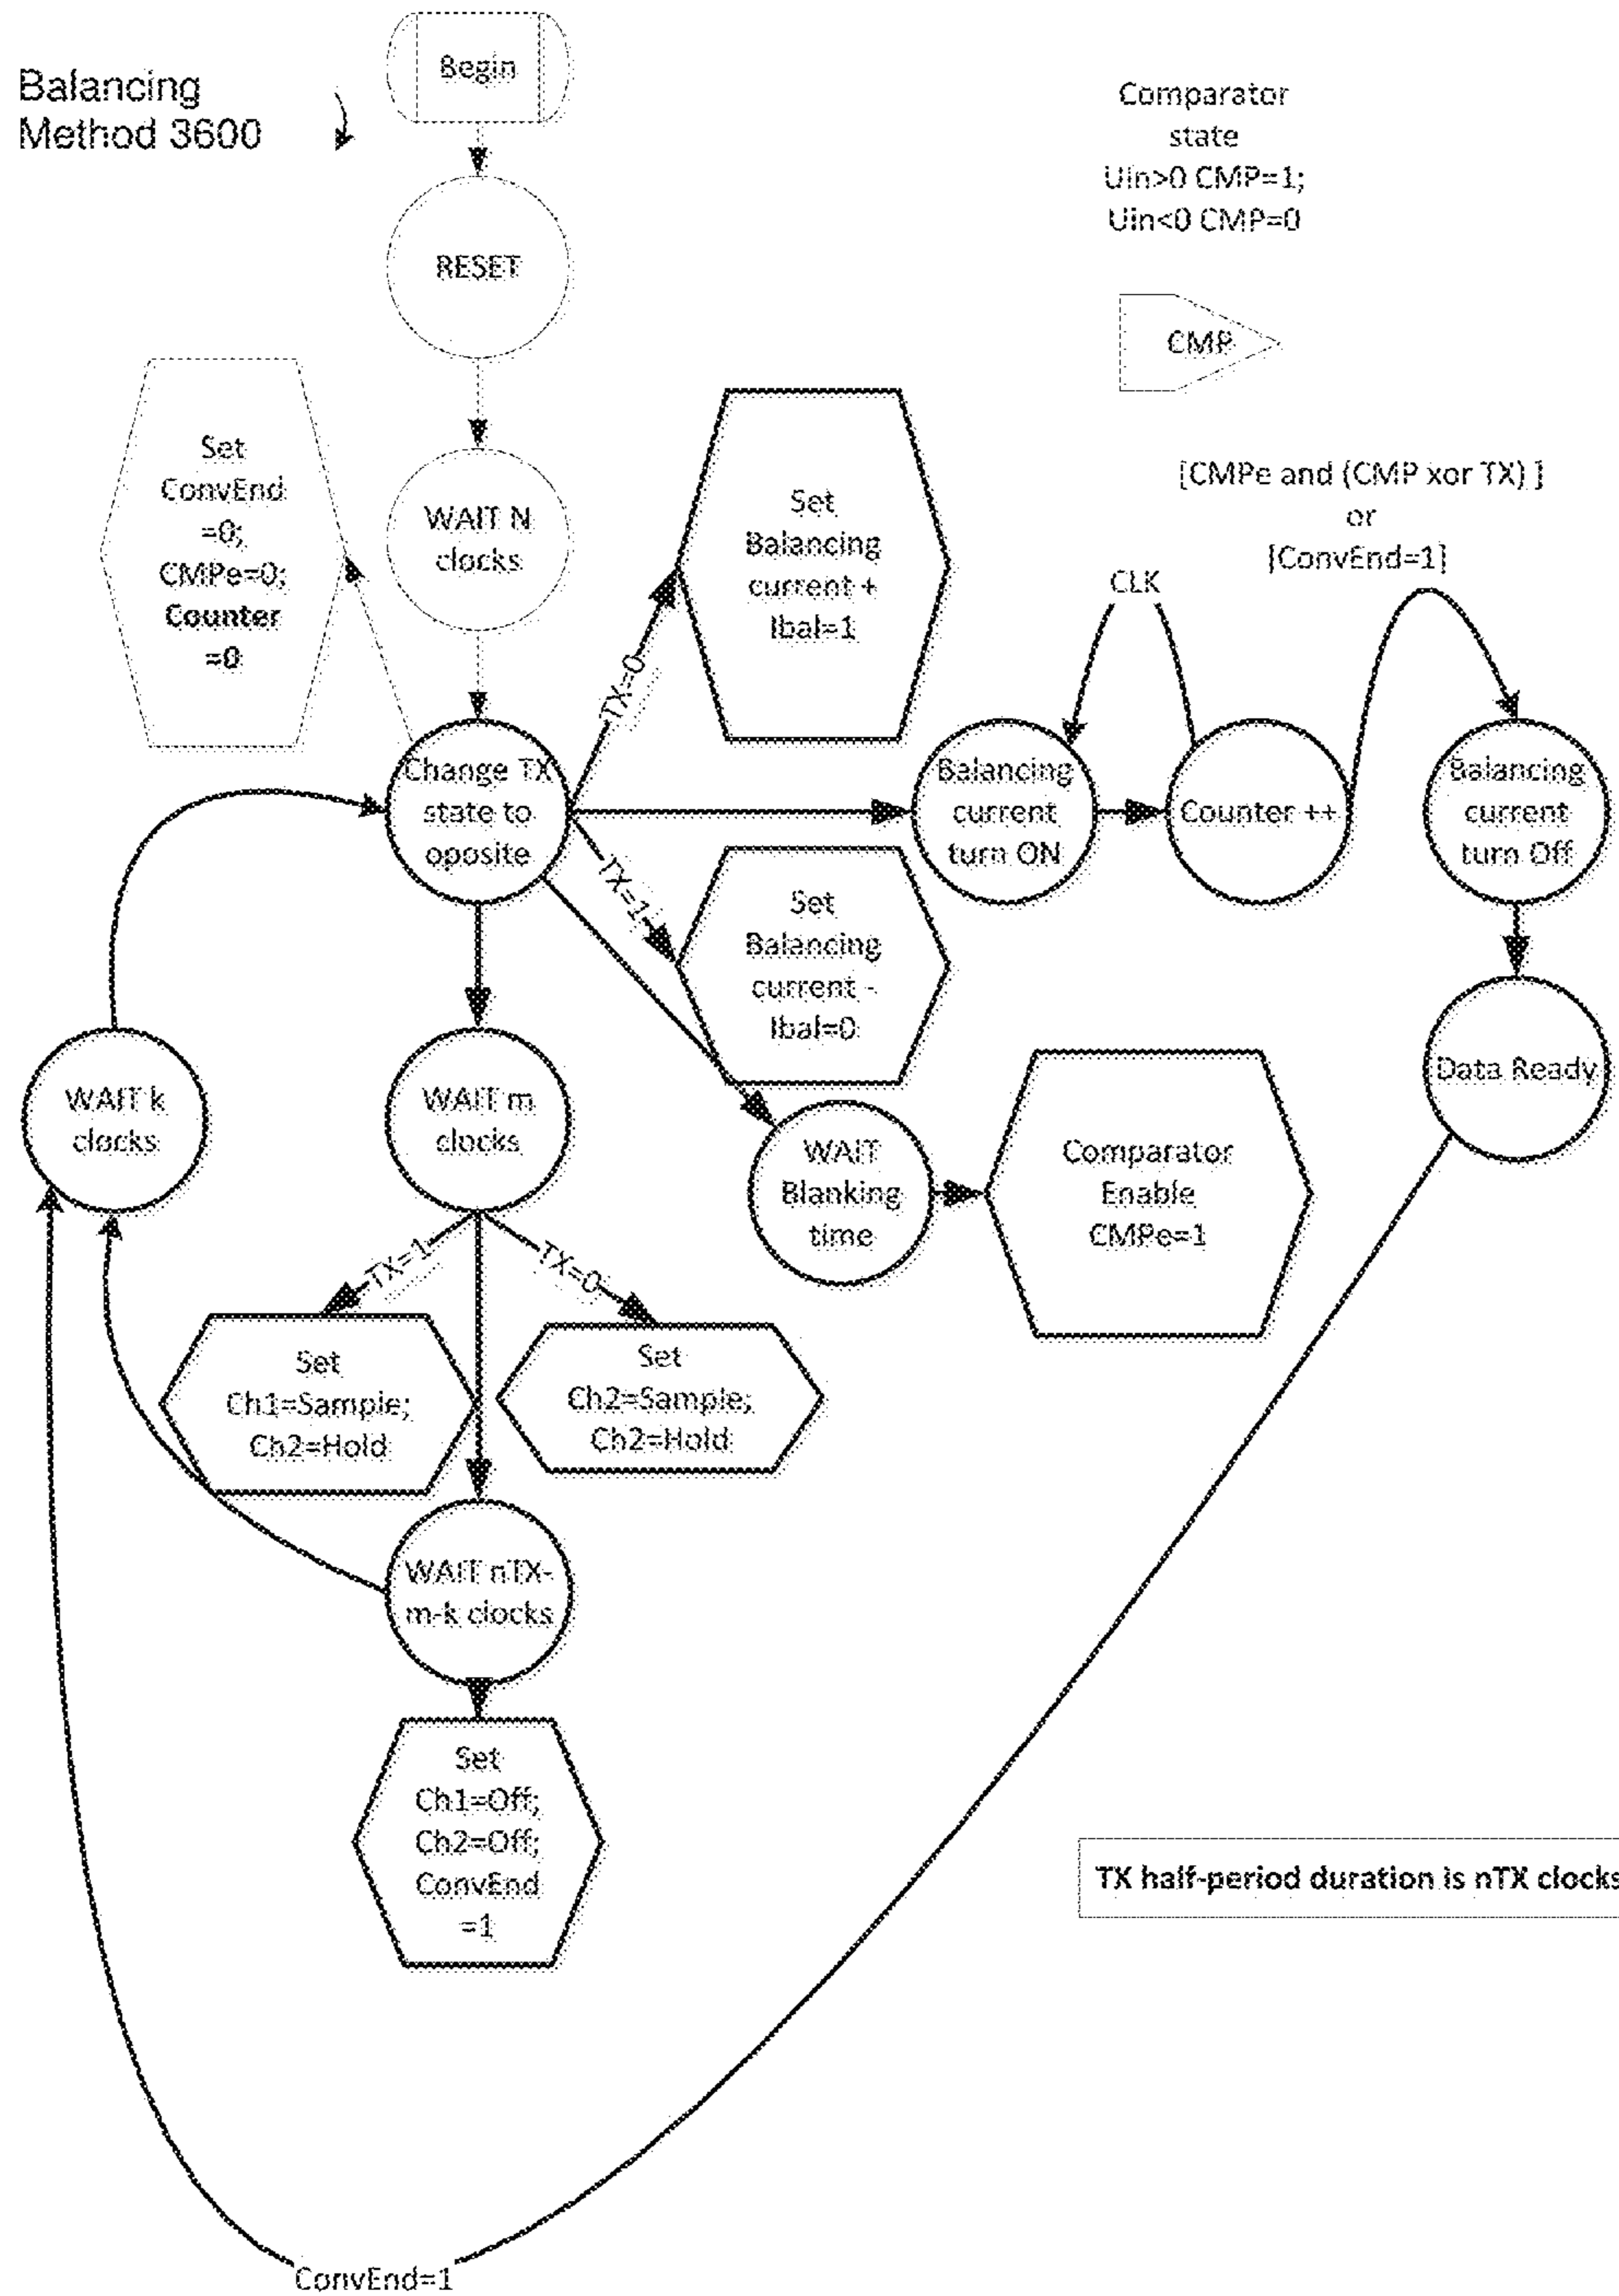 Balancing
Method 3600
Begin
Comparator
state
Uin>0 CMP=1;
Uin<0 CMP=0
RESET
CMP
Set
ConvEnd
=0;
CMPe=0;
Counter
=0
WAIT N
clocks
Set
Balancing
current +
Ibal=1
[CMPe and (CMP xor TX) ]
or
[ConvEnd=1]
CLK
TX=0
Change TX
state to
oposite
Balancing
current
turn ON
Counter ++
Balancing
current
turn Off
TX=1
Set
Balancing
current -
Ibal=0
Data Ready
WAIT k
clocks
WAIT m
clocks
WAIT
Blanking
time
Comparator
Enable
CMPe=1
TX=1
TX=0
Set
Ch1=Sample;
Ch2=Hold
Set
Ch2=Sample;
Ch2=Hold
WAIT nTX-
m-k clocks
Set
Ch1=Off;
Ch2=Off;
ConvEnd
=1
TX half-period duration is nTX clocks
ConvEnd=1